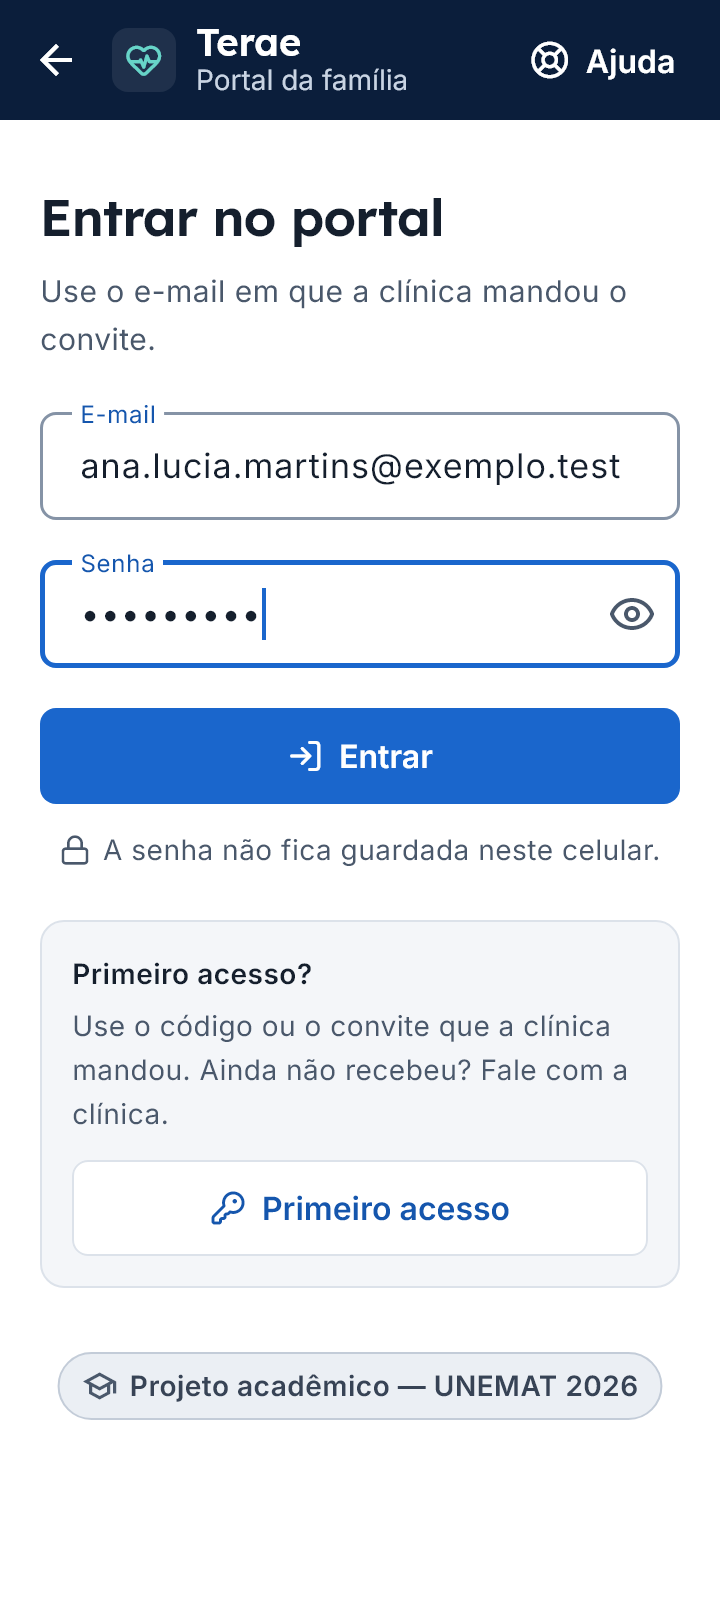 Terae
Portal da família
Ajuda
Entrar no portal
Use o e-mail em que a clínica mandou o
convite.
E-mail
ana.lucia.martins@exemplo.test
Senha
•••••••••
Entrar
A senha não fica guardada neste celular.
Primeiro acesso?
Use o código ou o convite que a clínica
mandou. Ainda não recebeu? Fale com a
clínica.
Primeiro acesso
Projeto acadêmico — UNEMAT 2026